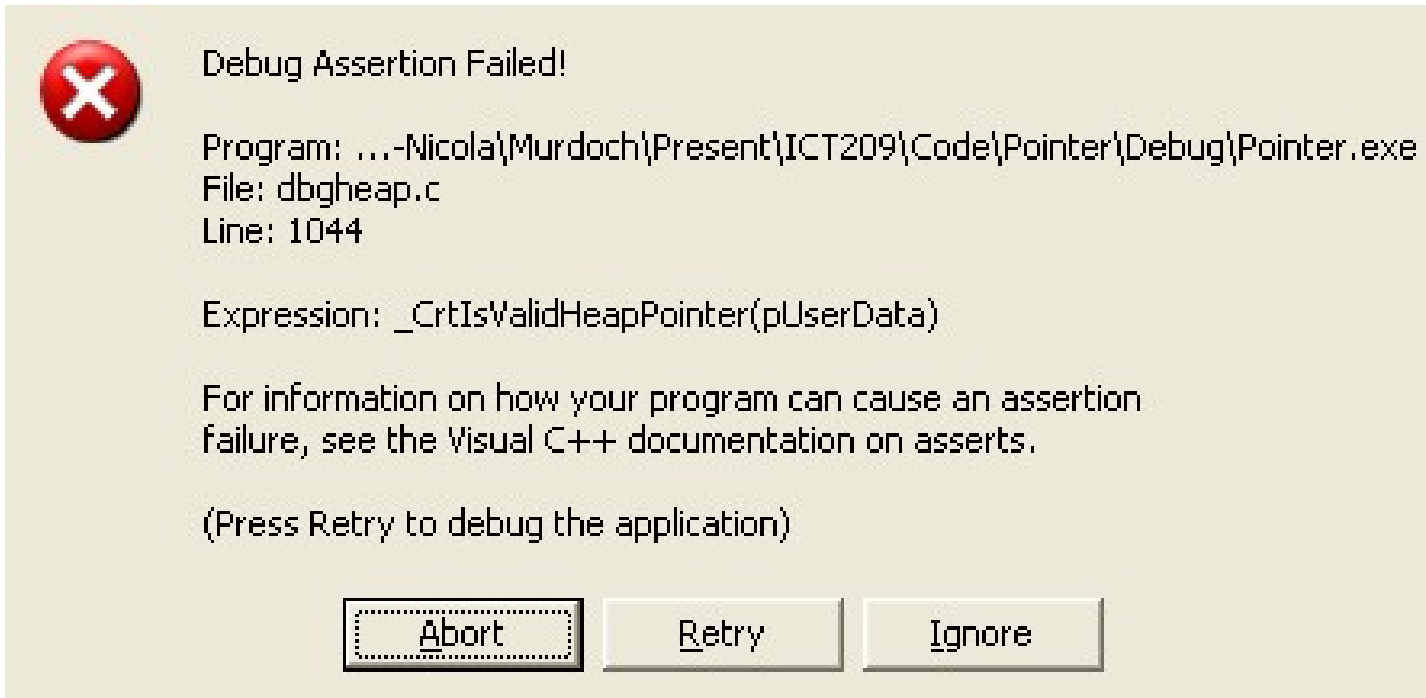 Debug Assertion Failed!
Program: ...-Nicola\Murdoch\Present\ICT209\Code\Pointer\Debug\Pointer.exe
File: dbgheap.c
Line: 1044
Expression: _CrtIsValidHeapPointer(pUserData)
For information on how your program can cause an assertion
failure, see the Visual C++ documentation on asserts.
(Press Retry to debug the application)
Abort Retry Ignore